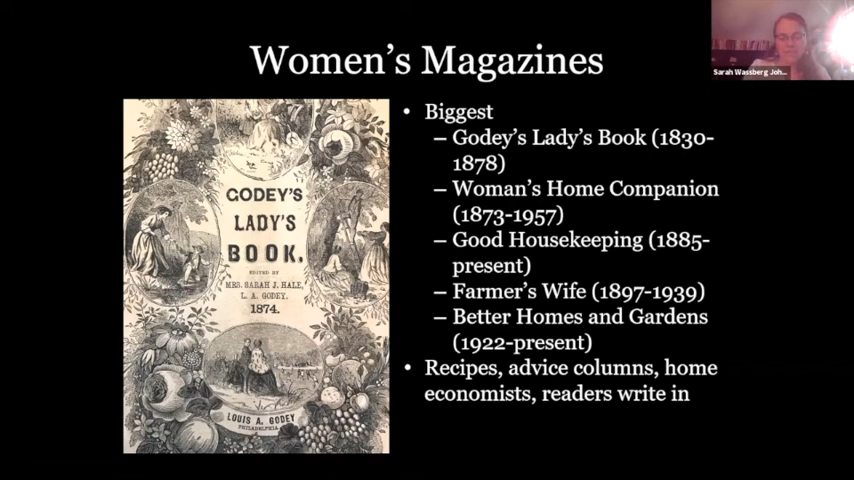 Sarah Wassberg Joh...
Women's Magazines
GODEY'S
LADY'S
BOOK.
EDITED BY
MRS. SARAH J. HALE,
L. A. GODEY.
1874.
LOUIS A. GODEY
PHILADELPHIA
• Biggest
– Godey's Lady's Book (1830-
1878)
– Woman's Home Companion
(1873-1957)
– Good Housekeeping (1885-
present)
– Farmer's Wife (1897-1939)
– Better Homes and Gardens
(1922-present)
• Recipes, advice columns, home
economists, readers write in